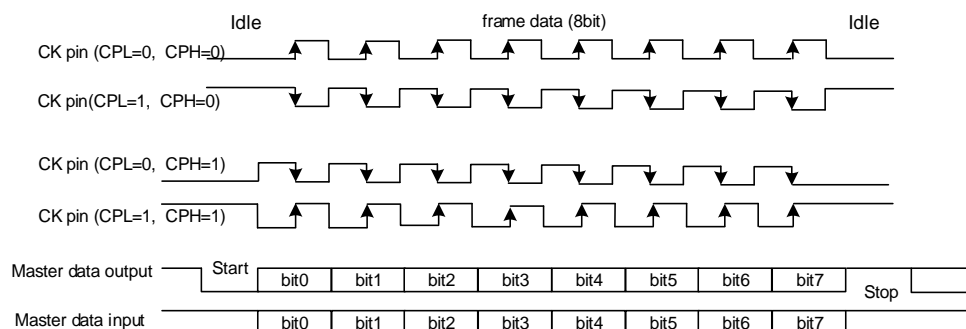 Idle frame data (8bit) Idle
CK pin (CPL=0, CPH=0)
CK pin(CPL=1, CPH=0)
CK pin (CPL=0, CPH=1)
CK pin (CPL=1, CPH=1)
Master data output Start bit0 bit1 bit2 bit3 bit4 bit5 bit6 bit7 Stop
Master data input bit0 bit1 bit2 bit3 bit4 bit5 bit6 bit7